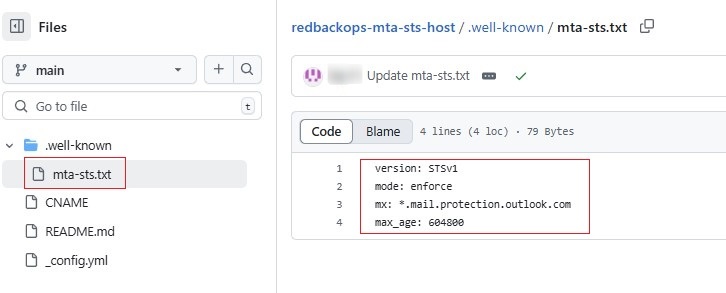 Files
main
Go to file
t
.well-known
mta-sts.txt
CNAME
README.md
_config.yml
redbackops-mta-sts-host / .well-known / mta-sts.txt
Update mta-sts.txt
Code
Blame
4 lines (4 loc) · 79 Bytes
1 version: STSv1
2 mode: enforce
3 mx: *.mail.protection.outlook.com
4 max_age: 604800